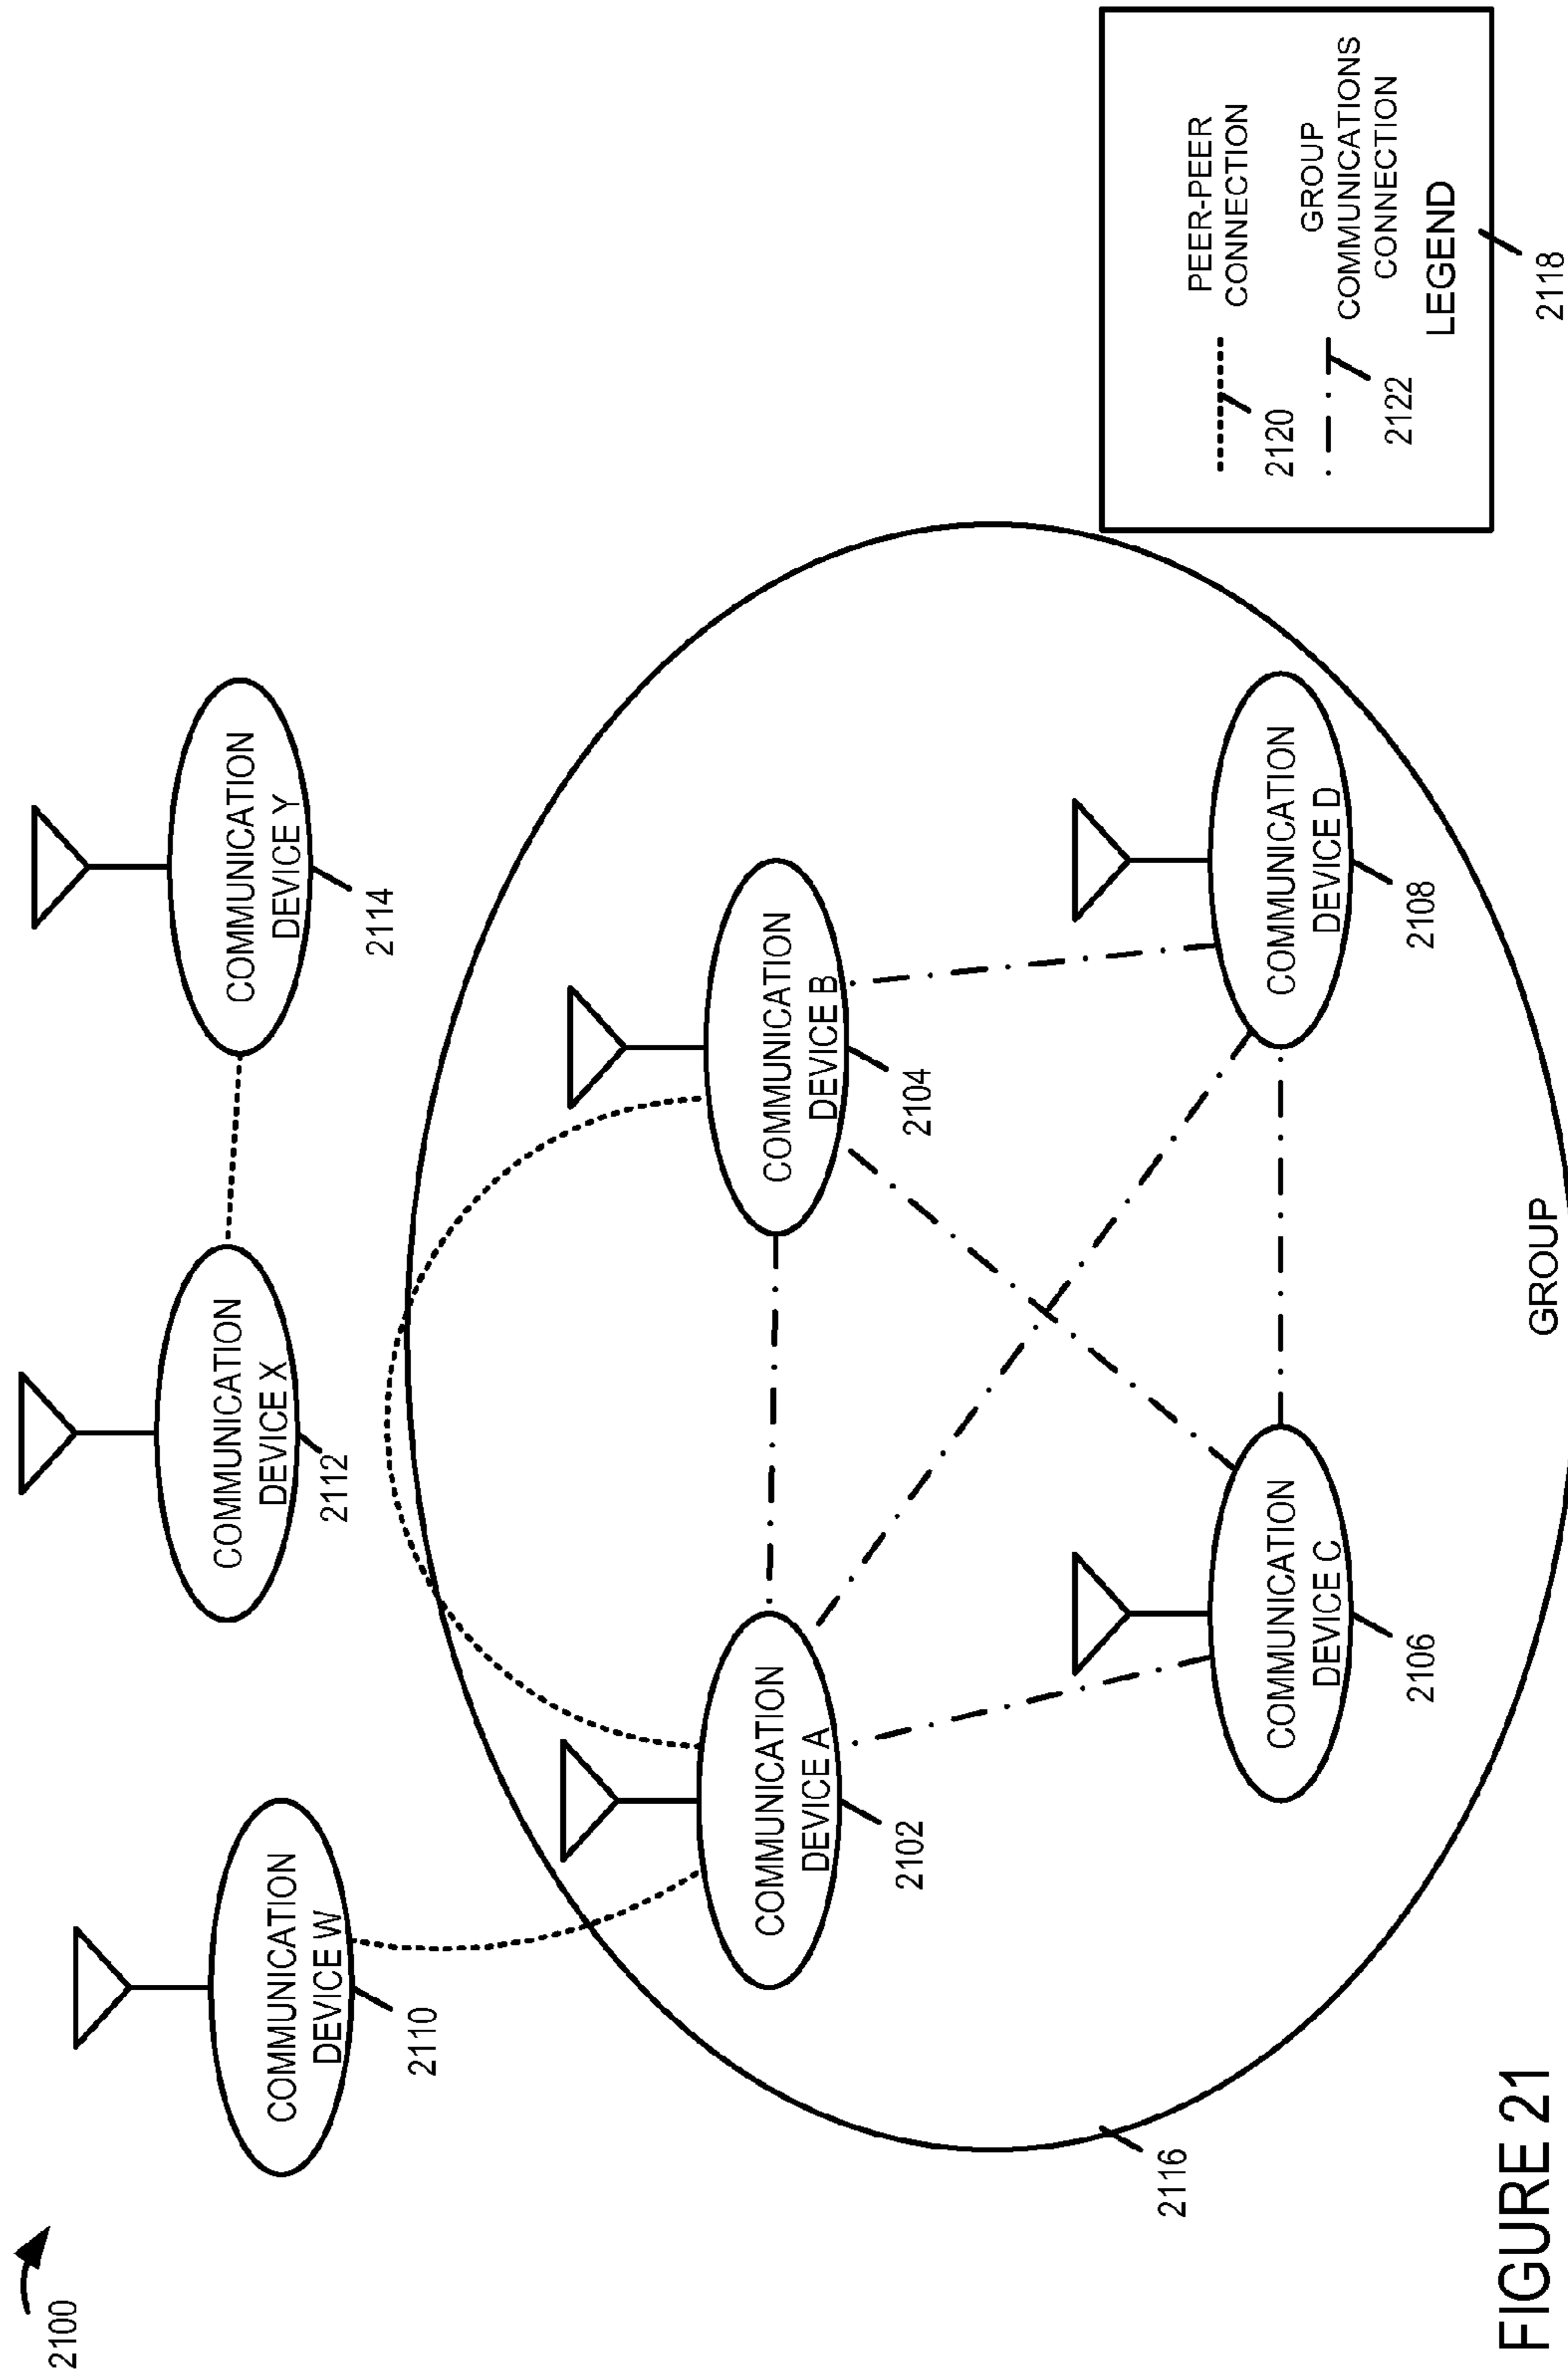 2100
COMMUNICATION
DEVICE W
2110
COMMUNICATION
DEVICE X
2112
COMMUNICATION
DEVICE Y
2114
COMMUNICATION
DEVICE A
2102
COMMUNICATION
DEVICE B
2104
COMMUNICATION
DEVICE C
2106
COMMUNICATION
DEVICE D
2108
2116
GROUP
PEER-PEER
CONNECTION
2120
GROUP
COMMUNICATIONS
CONNECTION
2122
LEGEND
2118
FIGURE 21